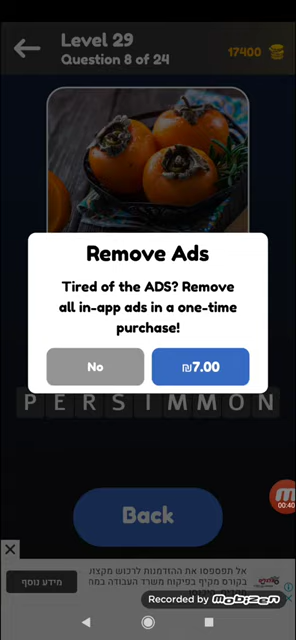 Level 29
Question 8 of 24
17400
Remove Ads
Tired of the ADS? Remove
all in-app ads in a one-time
purchase!
No
₪7.00
PERSIMMON
00:40
Back
אל תפספסו את ההזדמנות לרכוש מקצוע
בקורס מקיף בפיקוח משרד העבודה במה
מידע נוסף
Recorded by mobizen